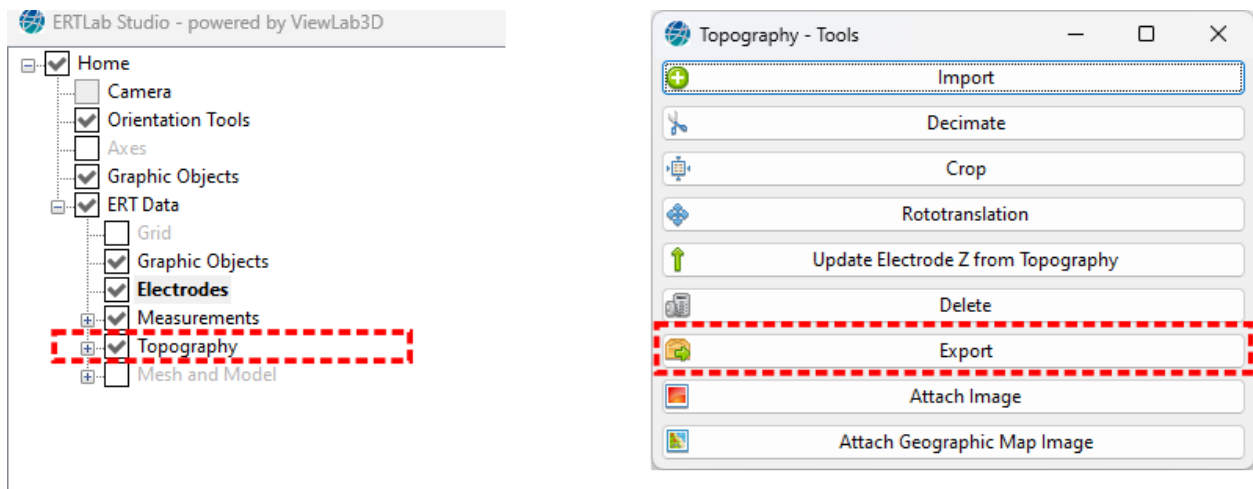 ERTLab Studio - powered by ViewLab3D
Home
Camera
Orientation Tools
Axes
Graphic Objects
ERT Data
Grid
Graphic Objects
Electrodes
Measurements
Topography
Mesh and Model
Topography - Tools
Import
Decimate
Crop
Rototranslation
Update Electrode Z from Topography
Delete
Export
Attach Image
Attach Geographic Map Image